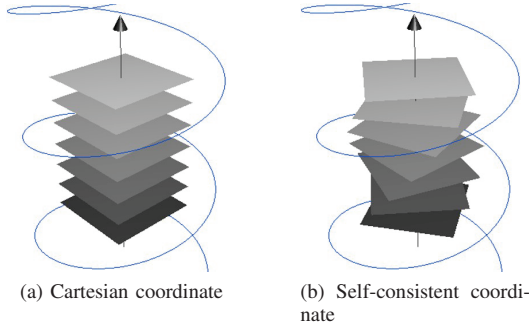 (a) Cartesian coordinate
(b) Self-consistent coordi-
nate